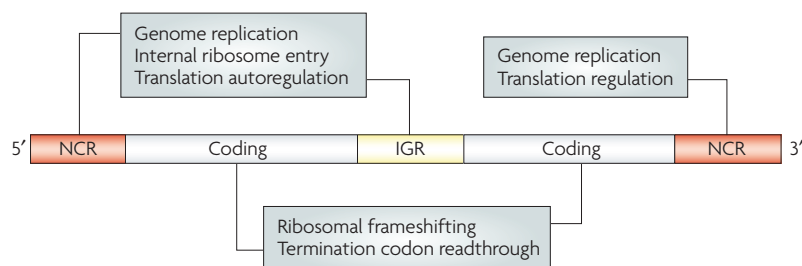 Genome replication
Internal ribosome entry
Translation autoregulation
Genome replication
Translation regulation
5′ NCR Coding IGR Coding NCR 3′
Ribosomal frameshifting
Termination codon readthrough